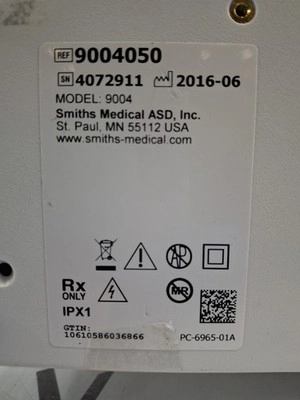 REF 9004050
SN 4072911 2016-06
MODEL: 9004
Smiths Medical ASD, Inc.
St. Paul, MN 55112 USA
www.smiths-medical.com
Rx
ONLY
MR
IPX1
GTIN:
10610586036866
PC-6965-01A